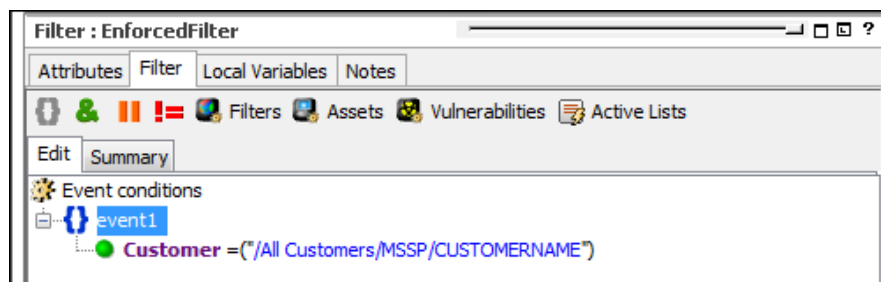 Filter : EnforcedFilter
?
Attributes Filter Local Variables Notes
{} & != Filters Assets Vulnerabilities Active Lists
Edit Summary
Event conditions
{} event1
Customer =("/All Customers/MSSP/CUSTOMERNAME")